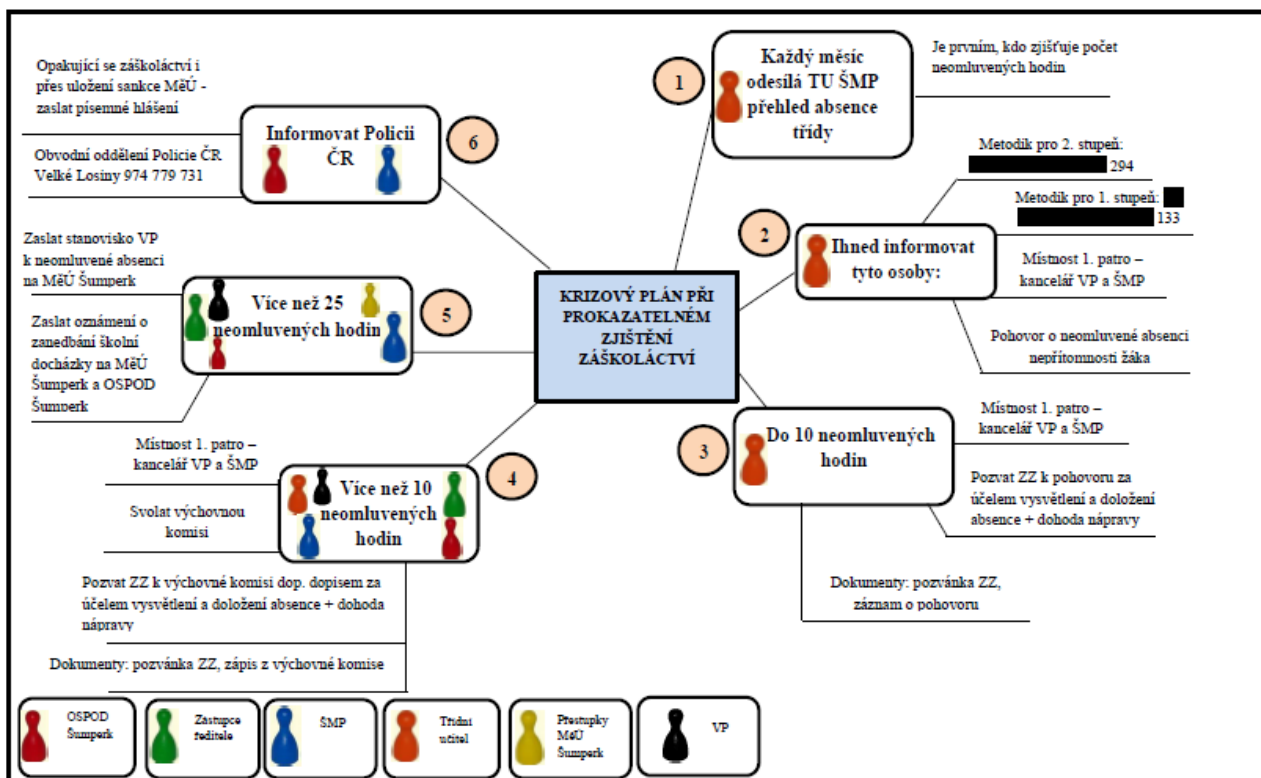 KRIZOVÝ PLÁN PŘI
PROKAZATELNÉM
ZJIŠTĚNÍ
ZÁŠKOLÁCTVÍ
1
Každý měsíc
odesílá TU ŠMP
přehled absence
třídy
Je prvním, kdo zjišťuje počet
neomluvených hodin
2
Ihned informovat
tyto osoby:
Metodik pro 2. stupeň:
294
Metodik pro 1. stupeň:
133
Místnost 1. patro –
kancelář VP a ŠMP
Pohovor o neomluvené absenci
nepřítomnosti žáka
3
Do 10 neomluvených
hodin
Místnost 1. patro –
kancelář VP a ŠMP
Pozvat ZZ k pohovoru za
účelem vysvětlení a doložení
absence + dohoda nápravy
Dokumenty: pozvánka ZZ,
záznam o pohovoru
4
Více než 10
neomluvených
hodin
Místnost 1. patro –
kancelář VP a ŠMP
Svolat výchovnou
komisi
Pozvat ZZ k výchovné komisi dop. dopisem za
účelem vysvětlení a doložení absence + dohoda
nápravy
Dokumenty: pozvánka ZZ, zápis z výchovné komise
5
Více než 25
neomluvených hodin
Zaslat stanovisko VP
k neomluvené absenci
na MěÚ Šumperk
Zaslat oznámení o
zanedbání školní
docházky na MěÚ
Šumperk a OSPOD
Šumperk
6
Informovat Policii
ČR
Opakující se záškoláctví i
přes uložení sankce MěÚ -
zaslat písemné hlášení
Obvodní oddělení Policie ČR
Velké Losiny 974 779 731
OSPOD
Šumperk
Zástupce
ředitele
ŠMP
Třídní
učitel
Přestupky
MěÚ
Šumperk
VP